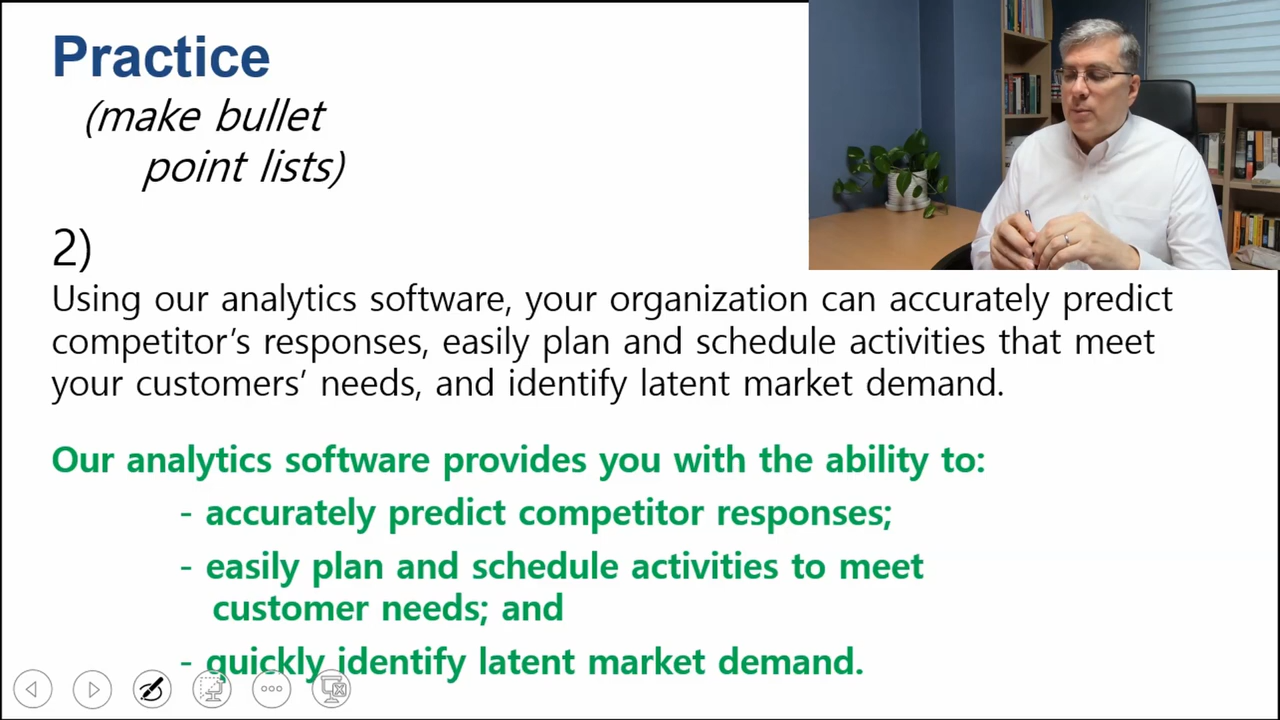 Practice
(make bullet
point lists)
2)
Using our analytics software, your organization can accurately predict
competitor’s responses, easily plan and schedule activities that meet
your customers’ needs, and identify latent market demand.
Our analytics software provides you with the ability to:
- accurately predict competitor responses;
- easily plan and schedule activities to meet
customer needs; and
- quickly identify latent market demand.